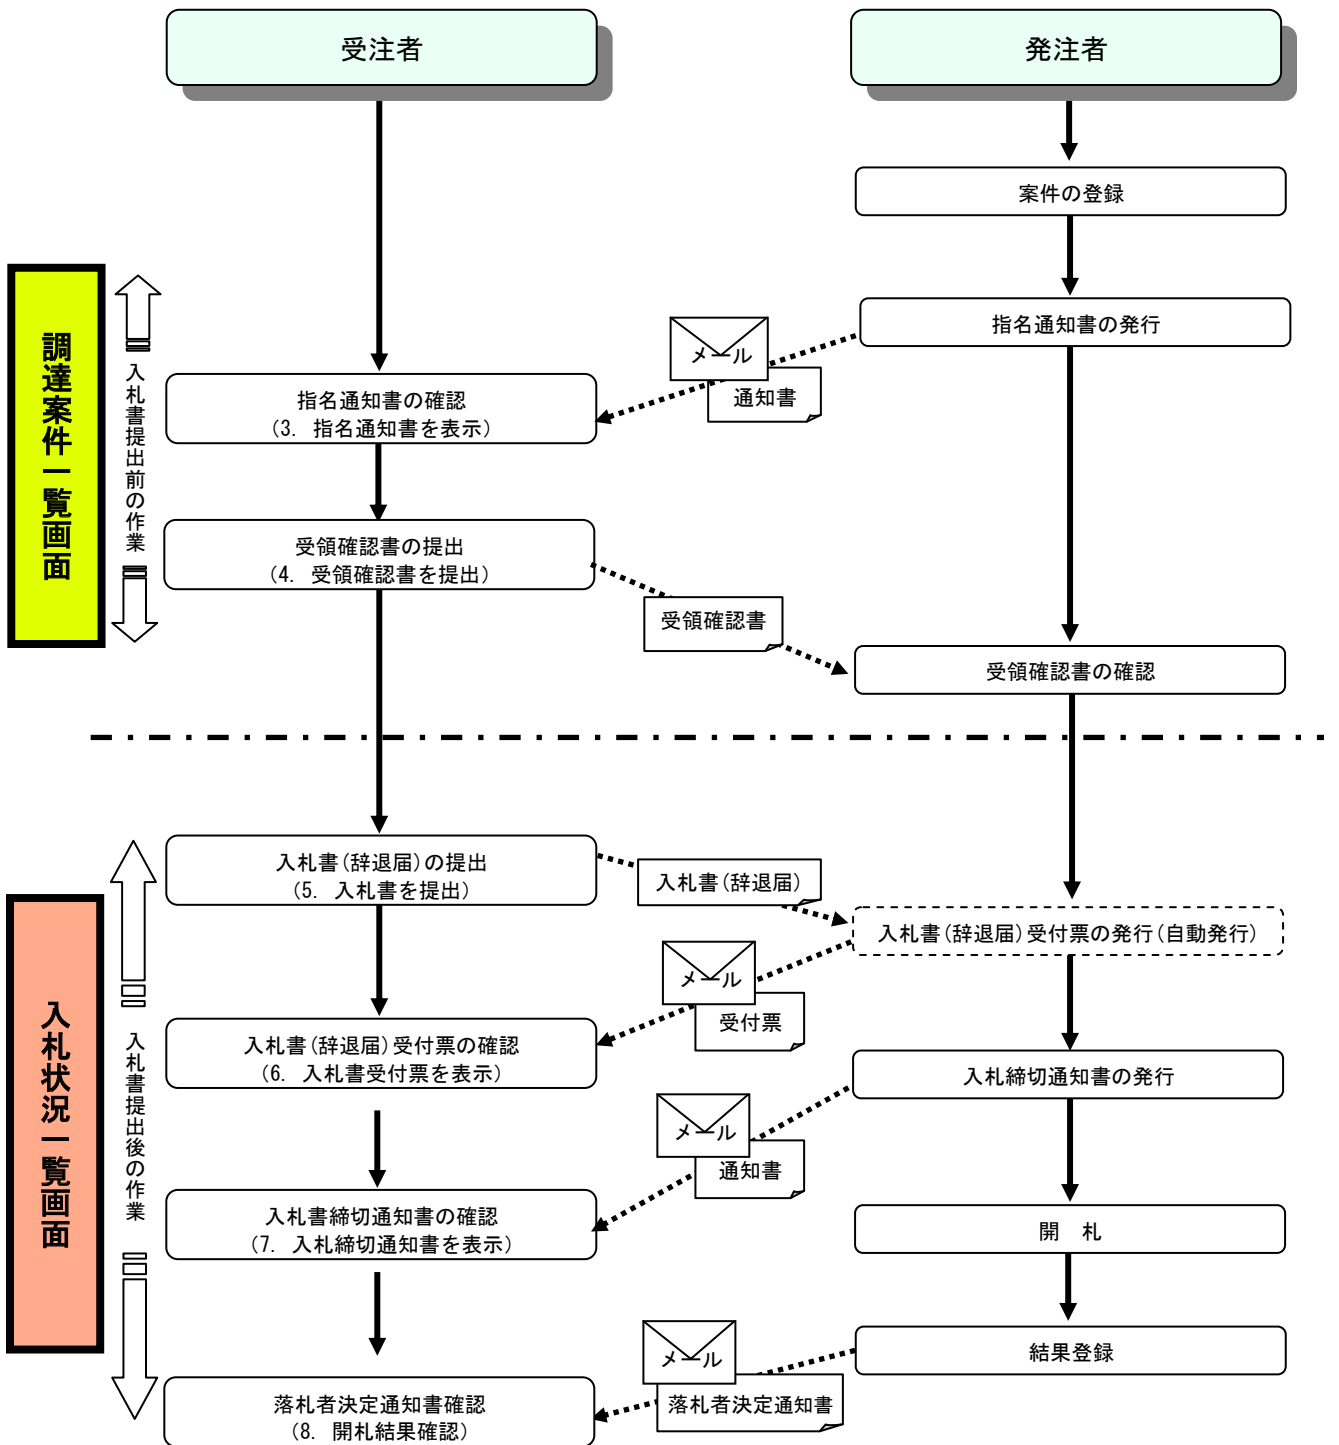 受注者
発注者
案件の登録
指名通知書の発行
メール
通知書
指名通知書の確認
(3. 指名通知書を表示)
調達案件一覧画面
入札書提出前の作業
受領確認書の提出
(4. 受領確認書を提出)
受領確認書
受領確認書の確認
入札書(辞退届)の提出
(5. 入札書を提出)
入札書(辞退届)
入札書(辞退届)受付票の発行(自動発行)
メール
受付票
入札書(辞退届)受付票の確認
(6. 入札書受付票を表示)
入札状況一覧画面
入札書提出後の作業
入札締切通知書の発行
メール
通知書
入札書締切通知書の確認
(7. 入札締切通知書を表示)
開　札
結果登録
メール
落札者決定通知書
落札者決定通知書確認
(8. 開札結果確認)